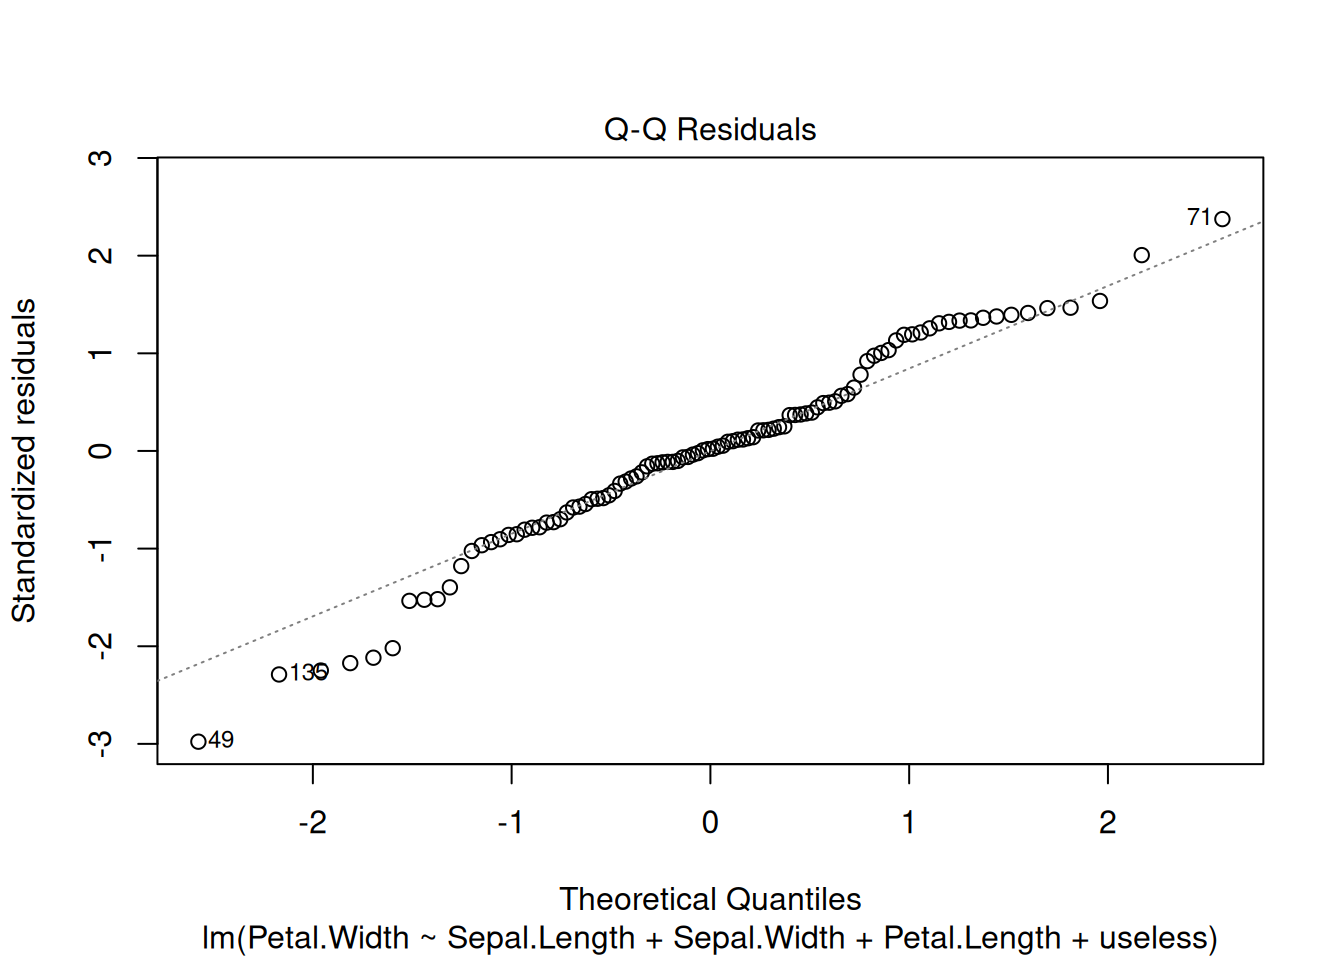 Q-Q Residuals
Standardized residuals
3
2
1
0
-1
-2
-3
71
135
49
-2 -1 0 1 2
Theoretical Quantiles
lm(Petal.Width ~ Sepal.Length + Sepal.Width + Petal.Length + useless)